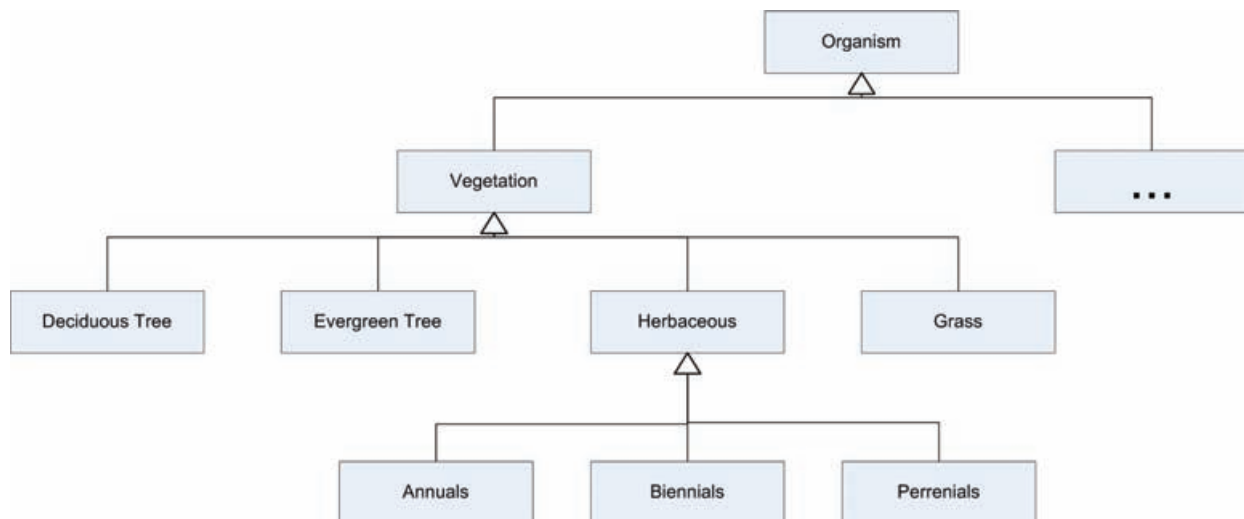 Organism
Vegetation
...
Deciduous Tree
Evergreen Tree
Herbaceous
Grass
Annuals
Biennials
Perrenials